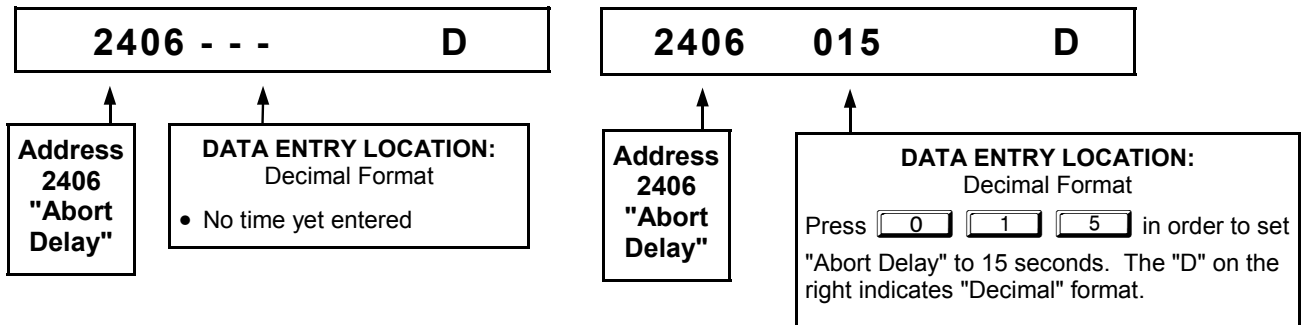 2406 - - - D
Address
2406
"Abort
Delay"
DATA ENTRY LOCATION:
Decimal Format
• No time yet entered
2406 015 D
Address
2406
"Abort
Delay"
DATA ENTRY LOCATION:
Decimal Format
Press 0 1 5 in order to set
"Abort Delay" to 15 seconds. The "D" on the
right indicates "Decimal" format.